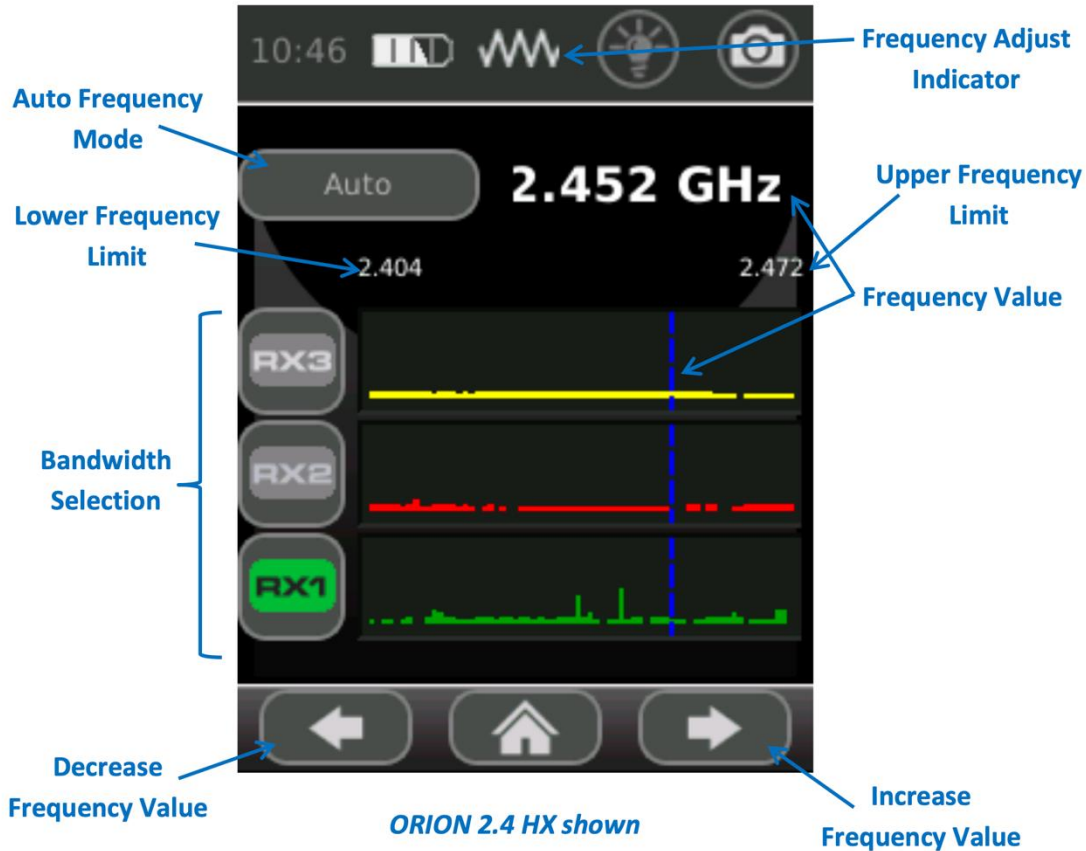 10:46
Frequency Adjust
Indicator
Auto Frequency
Mode
Auto
2.452 GHz
Upper Frequency
Limit
Lower Frequency
Limit
2.404
2.472
Frequency Value
RX3
Bandwidth
Selection
RX2
RX1
Decrease
Frequency Value
ORION 2.4 HX shown
Increase
Frequency Value